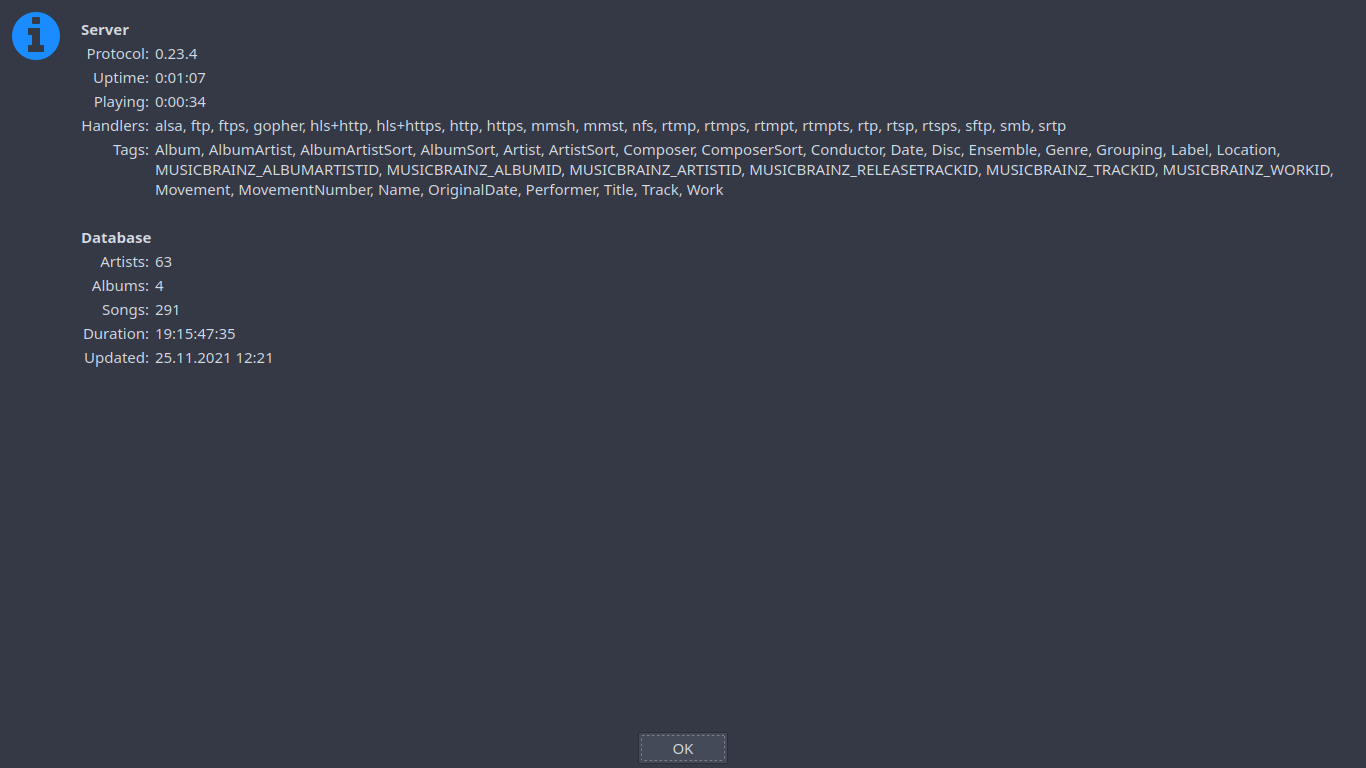 Server
Protocol: 0.23.4
Uptime: 0:01:07
Playing: 0:00:34
Handlers: alsa, ftp, ftps, gopher, hls+http, hls+https, http, https, mmsh, mmst, nfs, rtmp, rtmps, rtmpt, rtmpts, rtp, rtsp, rtsps, sftp, smb, srtp
Tags: Album, AlbumArtist, AlbumArtistSort, AlbumSort, Artist, ArtistSort, Composer, ComposerSort, Conductor, Date, Disc, Ensemble, Genre, Grouping, Label, Location,
MUSICBRAINZ_ALBUMARTISTID, MUSICBRAINZ_ALBUMID, MUSICBRAINZ_ARTISTID, MUSICBRAINZ_RELEASETRACKID, MUSICBRAINZ_TRACKID, MUSICBRAINZ_WORKID,
Movement, MovementNumber, Name, OriginalDate, Performer, Title, Track, Work
Database
Artists: 63
Albums: 4
Songs: 291
Duration: 19:15:47:35
Updated: 25.11.2021 12:21
OK